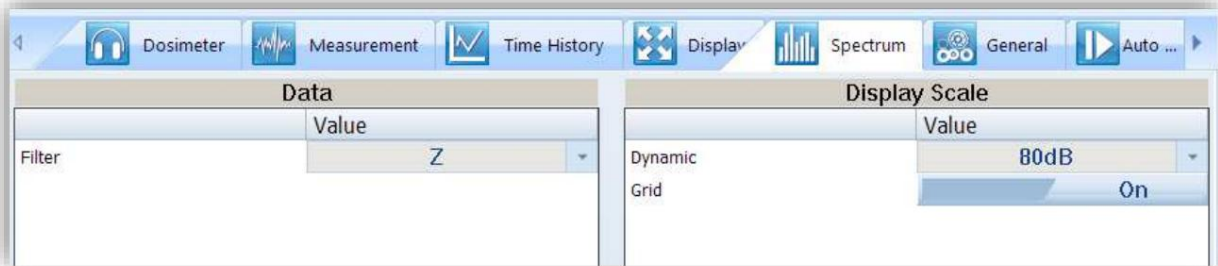 Dosimeter Measurement Time History Display Spectrum General Auto ...
Data
Value
Filter Z
Display Scale
Value
Dynamic 80dB
Grid On